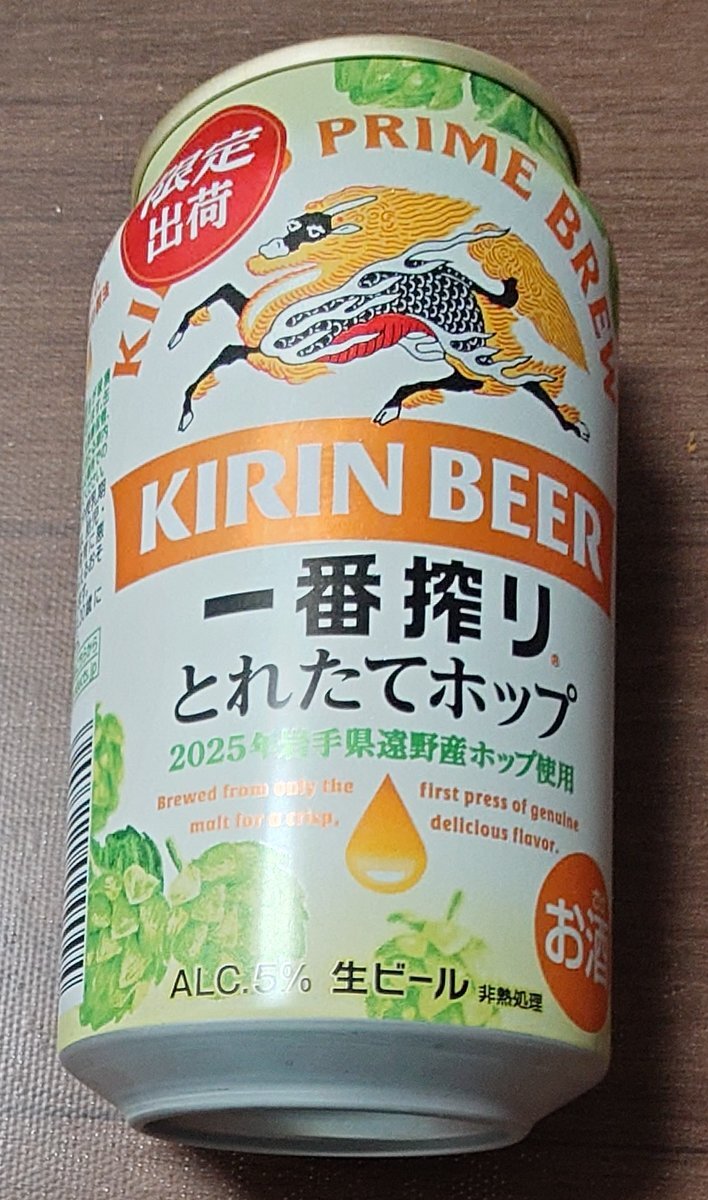 限定
出荷
KIRIN PRIME BREW
KIRIN BEER
一番搾り®
とれたてホップ
2025年岩手県遠野産ホップ使用
Brewed from only the first press of genuine
malt for a crisp, delicious flavor.
お酒
ALC.5% 生ビール 非熱処理